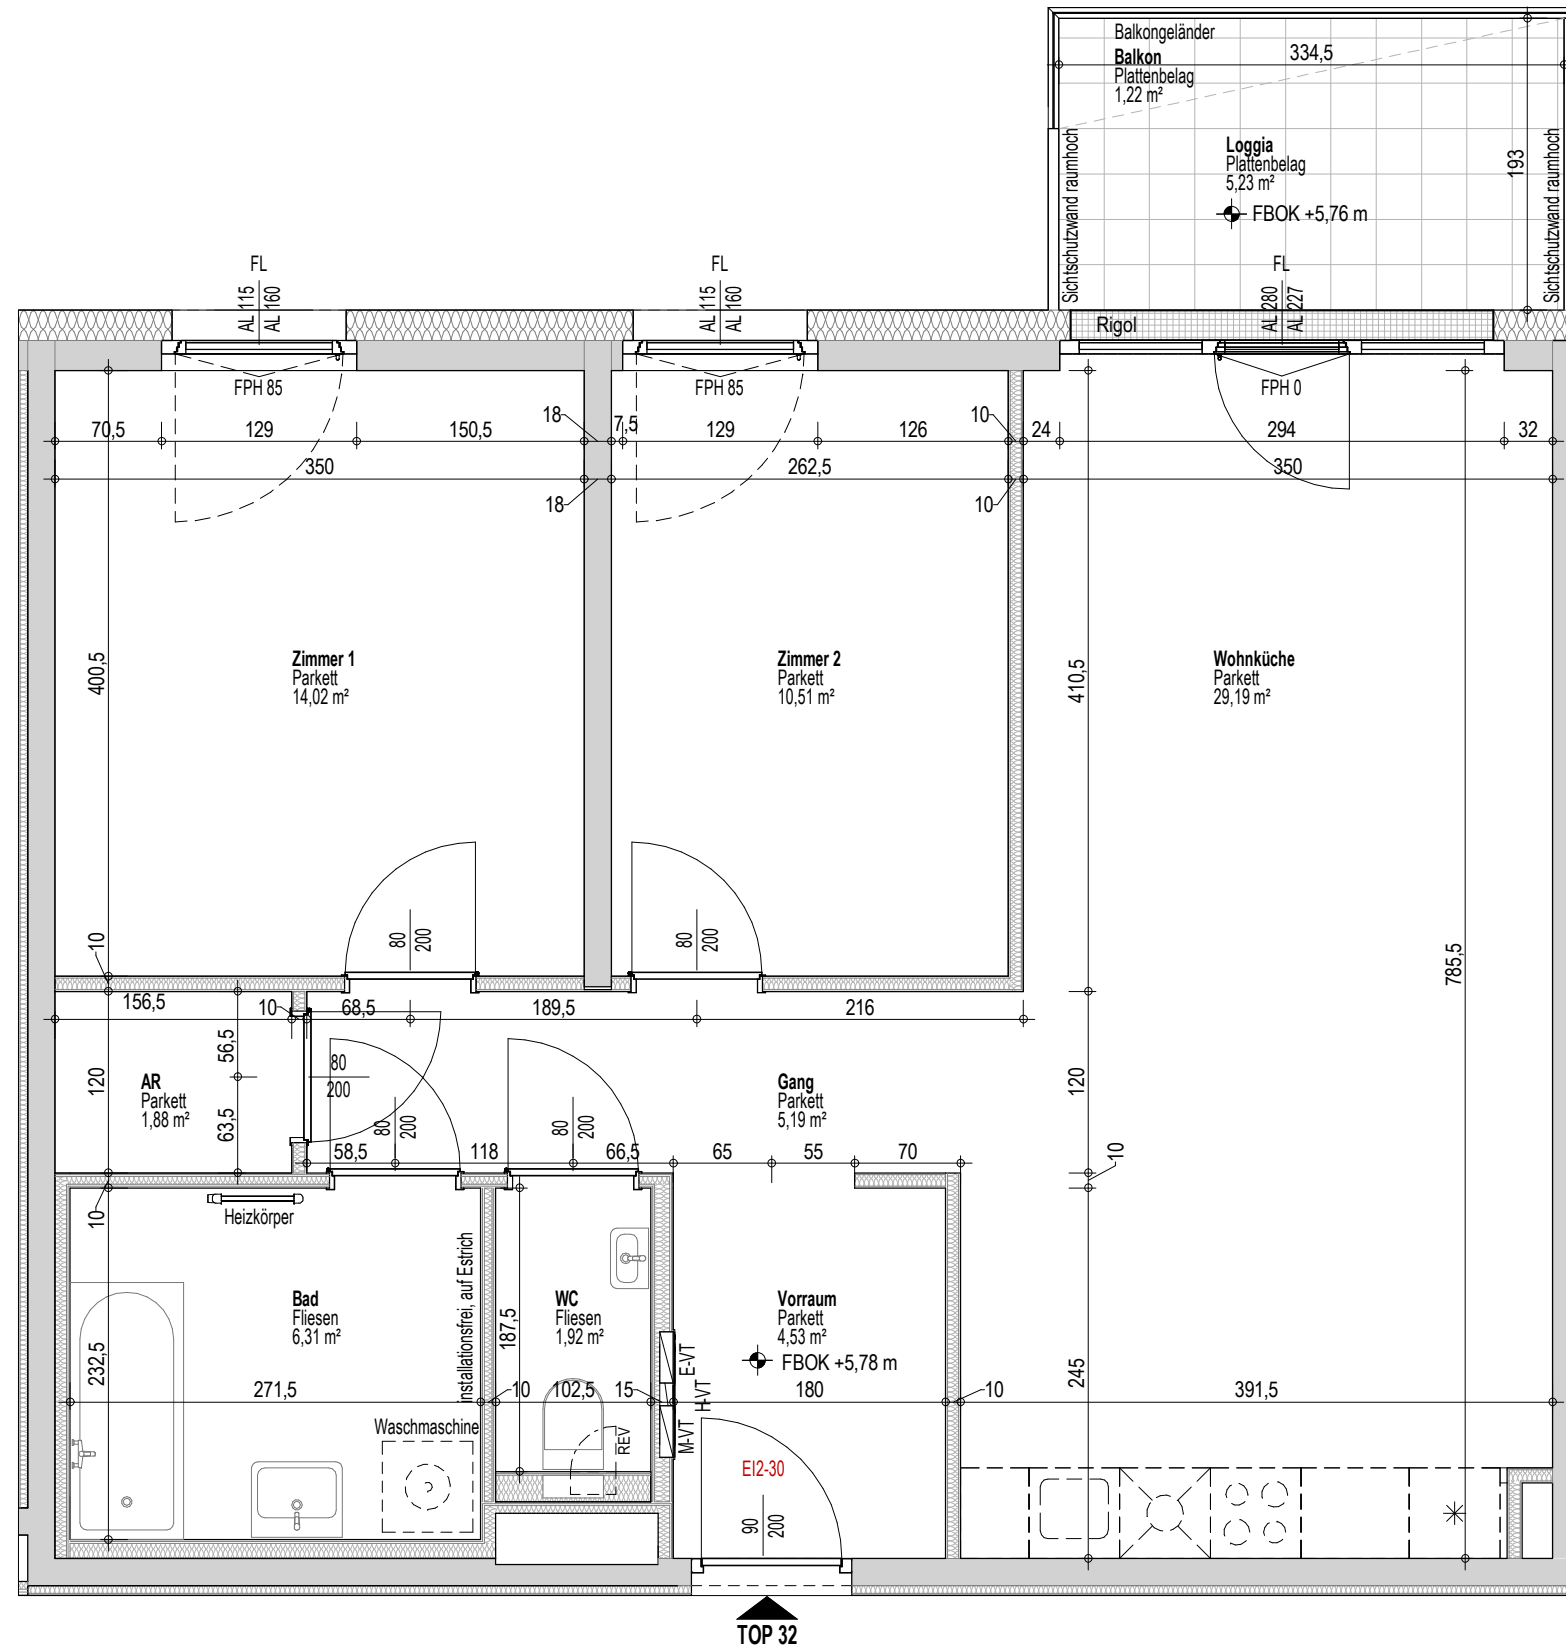 Balkongeländer
Balkon
Plattenbelag
1,22 m²
334,5
Sichtschutzwand raumhoch
Loggia
Plattenbelag
5,23 m²
FBOK +5,76 m
193
Sichtschutzwand raumhoch
FL
AL 115
AL 160
FL
AL 115
AL 160
FL
AL 280
AL 227
Rigol
FPH 85
FPH 85
FPH 0
70,5
129
150,5
18
7,5
129
126
10
24
294
32
350
18
262,5
10
350
Zimmer 1
Parkett
14,02 m²
400,5
Zimmer 2
Parkett
10,51 m²
Wohnküche
Parkett
29,19 m²
410,5
785,5
80
200
80
200
10
156,5
10
68,5
189,5
216
120
AR
Parkett
1,88 m²
56,5
63,5
80
200
80
200
80
200
Gang
Parkett
5,19 m²
120
58,5
118
66,5
65
55
70
10
10
Heizkörper
Bad
Fliesen
6,31 m²
232,5
271,5
Installationsfrei, auf Estrich
Waschmaschine
WC
Fliesen
1,92 m²
187,5
10
102,5
15
REV
E-VT
H-VT
M-VT
Vorraum
Parkett
4,53 m²
FBOK +5,78 m
180
10
245
391,5
EI2-30
90
200
TOP 32